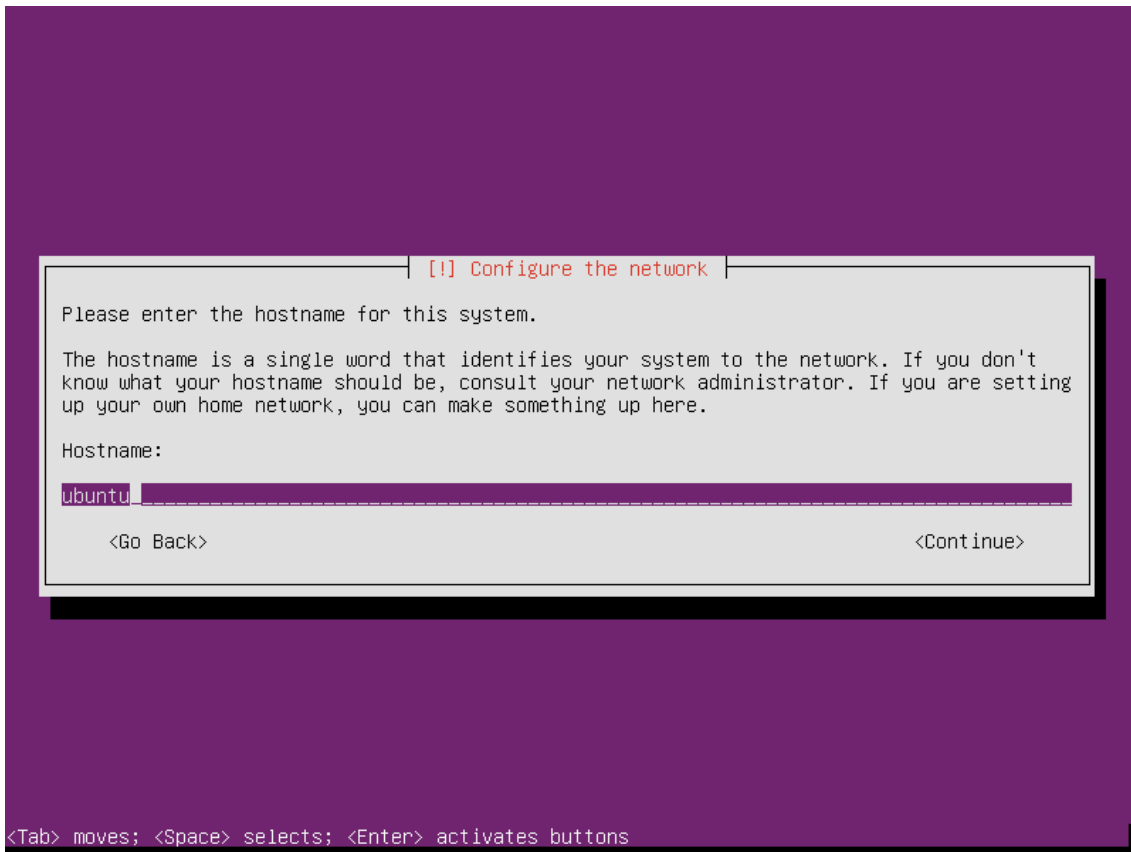 [!] Configure the network
Please enter the hostname for this system.
The hostname is a single word that identifies your system to the network. If you don't
know what your hostname should be, consult your network administrator. If you are setting
up your own home network, you can make something up here.
Hostname:
ubuntu
<Go Back> <Continue>
<Tab> moves; <Space> selects; <Enter> activates buttons